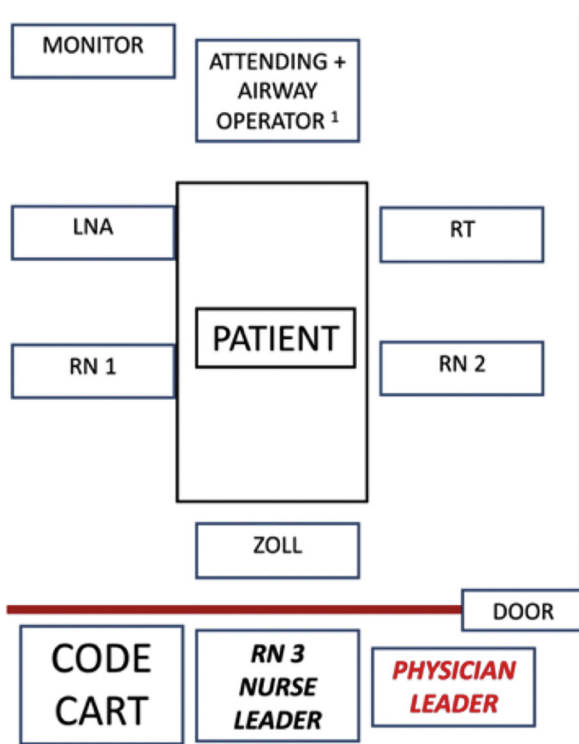 MONITOR
ATTENDING +
AIRWAY
OPERATOR ¹
LNA
RT
PATIENT
RN 1
RN 2
ZOLL
DOOR
CODE
CART
RN 3
NURSE
LEADER
PHYSICIAN
LEADER